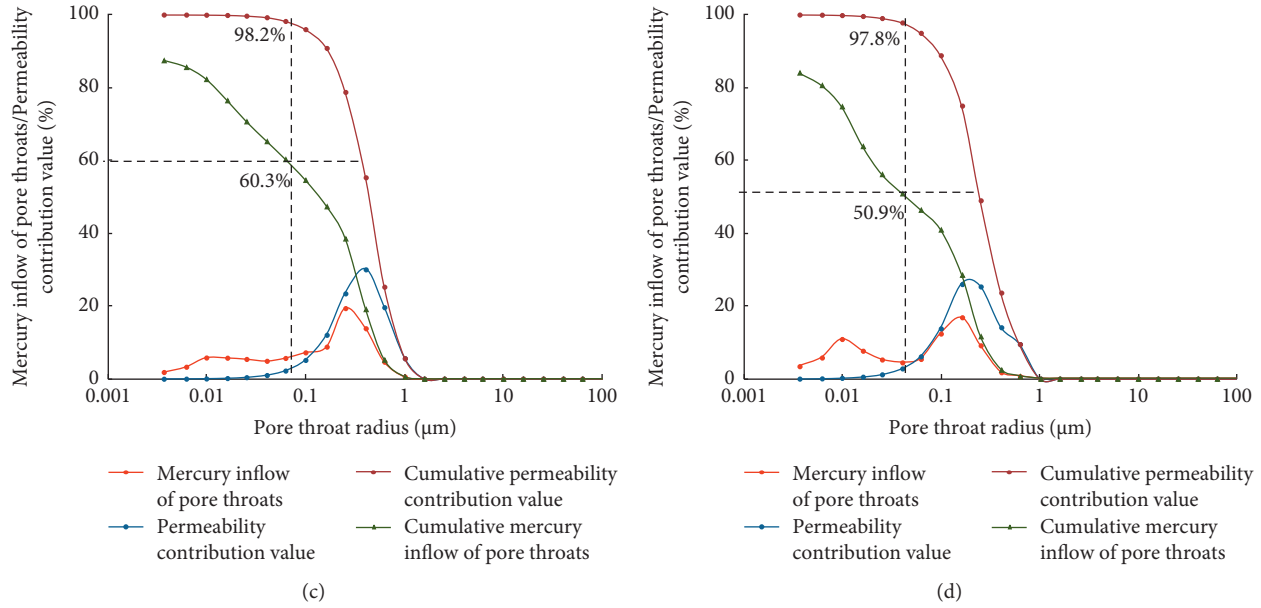 Mercury inflow of pore throats/Permeability
contribution value (%)
100
80
60
40
20
0
98.2%
60.3%
0.001
0.01
0.1
1
10
100
Pore throat radius (μm)
Mercury inflow
of pore throats
Cumulative permeability
contribution value
Permeability
contribution value
Cumulative mercury
inflow of pore throats
(c)
Mercury inflow of pore throats/Permeability
contribution value (%)
100
80
60
40
20
0
97.8%
50.9%
0.001
0.01
0.1
1
10
100
Pore throat radius (μm)
Mercury inflow
of pore throats
Cumulative permeability
contribution value
Permeability
contribution value
Cumulative mercury
inflow of pore throats
(d)